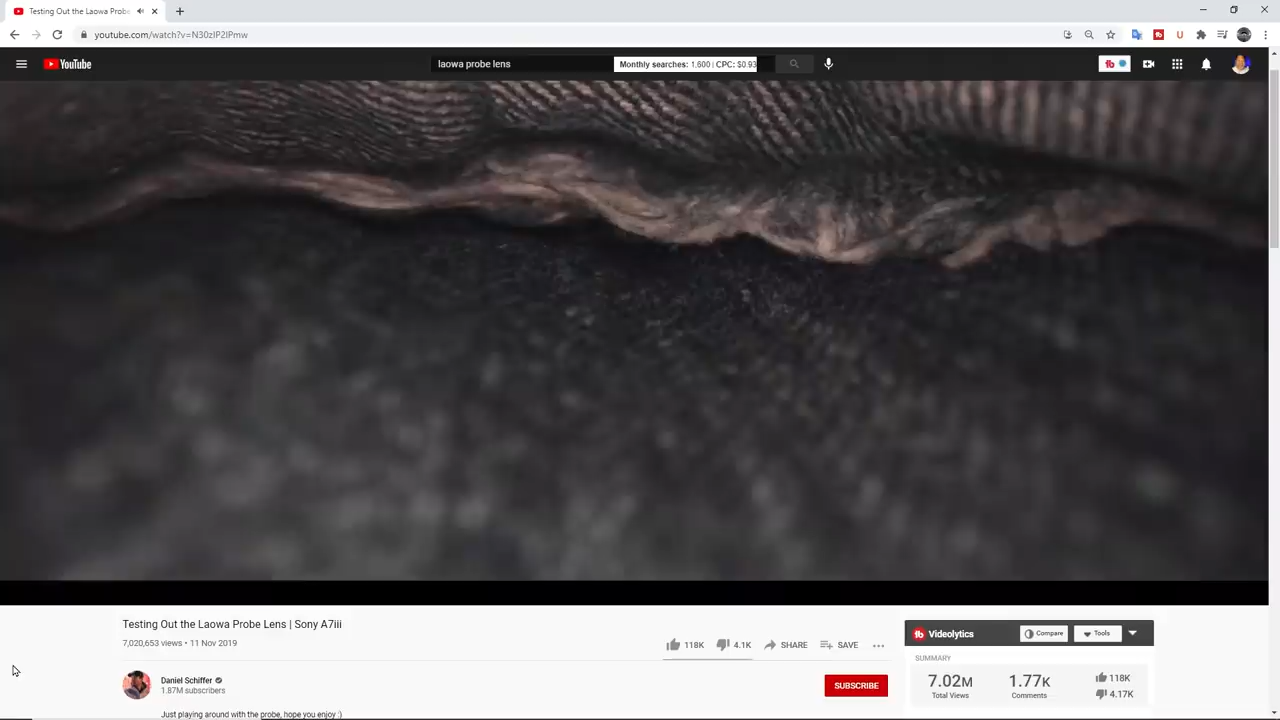 Testing Out the Laowa Probe
youtube.com/watch?v=N30zIP2IPmw
YouTube
laowa probe lens
Monthly searches: 1,600 | CPC: $0.93
tb
Testing Out the Laowa Probe Lens | Sony A7iii
7,020,653 views • 11 Nov 2019
118K
4.1K
SHARE
SAVE
Daniel Schiffer
1.87M subscribers
SUBSCRIBE
Just playing around with the probe, hope you enjoy :)
tb Videolytics
Compare
Tools
SUMMARY
7.02M
Total Views
1.77K
Comments
118K
4.17K